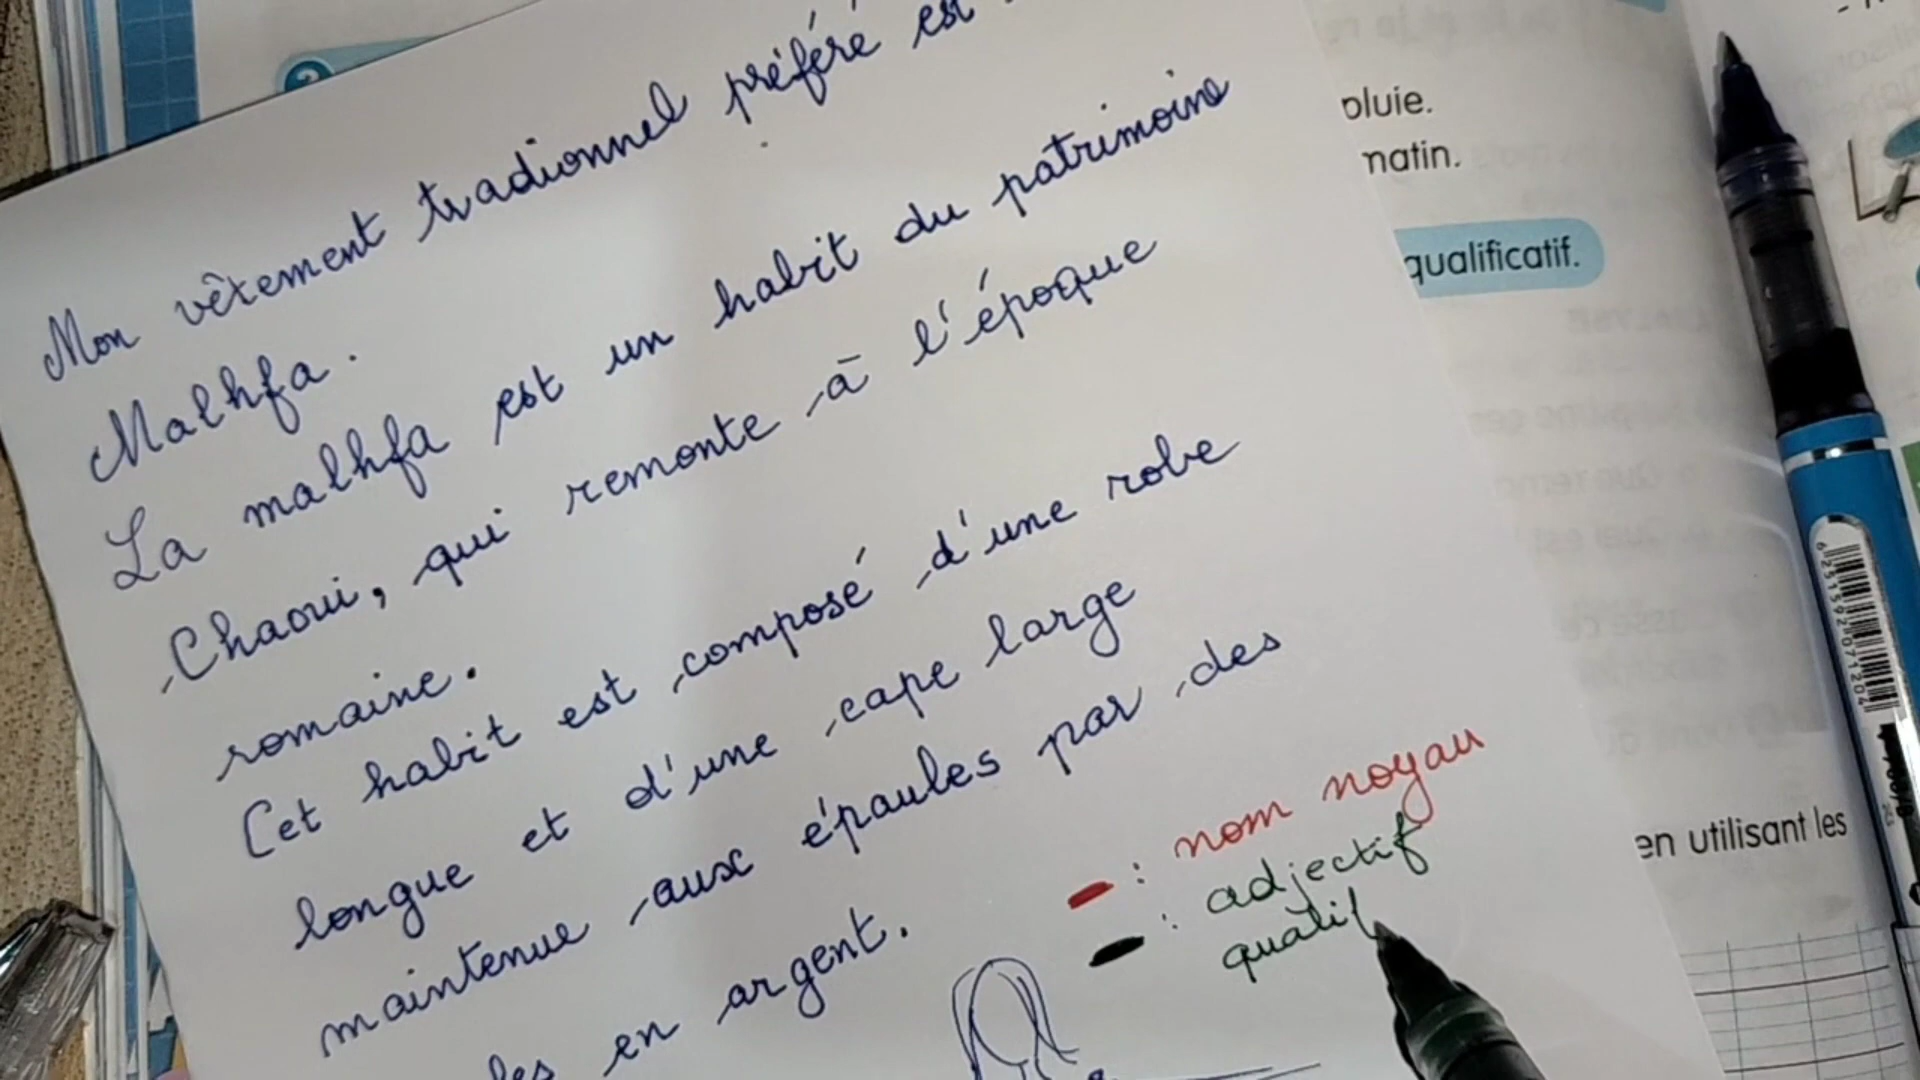 Mon vêtement tradionnel préféré est
Malhfa.
La malhfa est un habit du patrimoine
Chaoui, qui remonte à l'époque
romaine.
Cet habit est composé d'une robe
longue et d'une cape large
maintenue aux épaules par des
en argent.
: nom noyau
: adjectif
qualif
pluie.
matin.
qualificatif.
en utilisant les
6251592071204